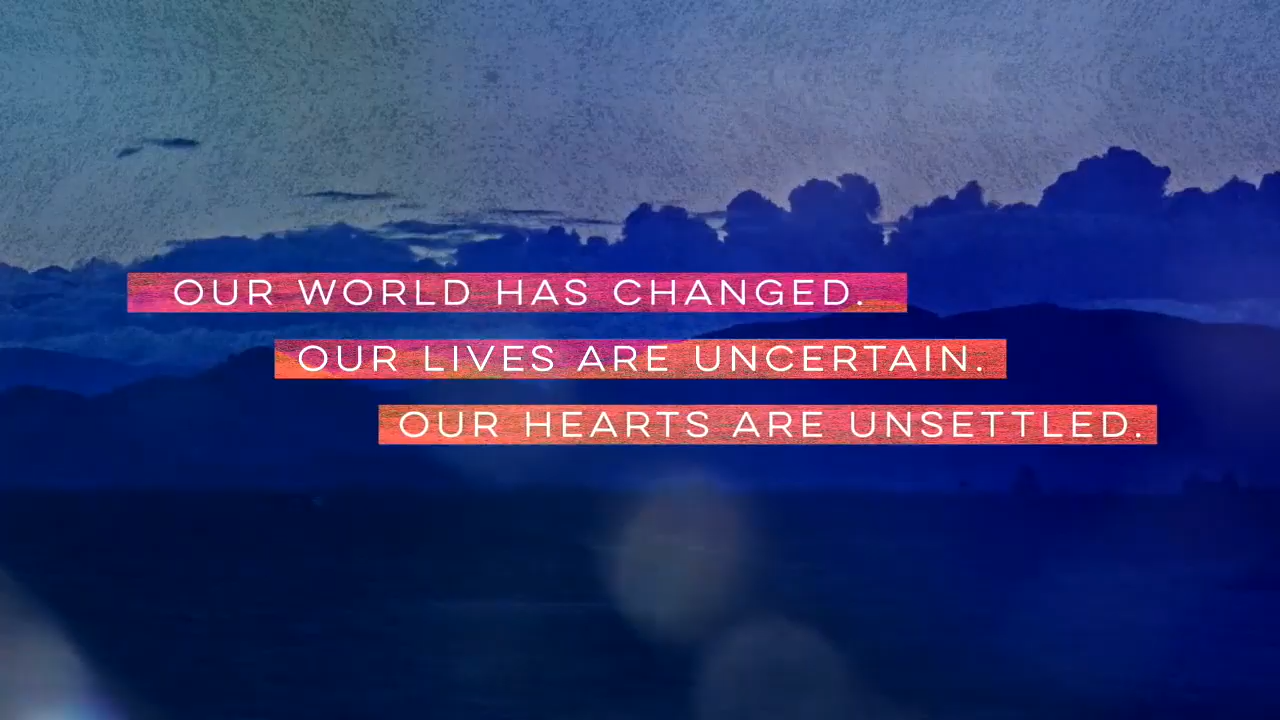 OUR WORLD HAS CHANGED.
OUR LIVES ARE UNCERTAIN.
OUR HEARTS ARE UNSETTLED.